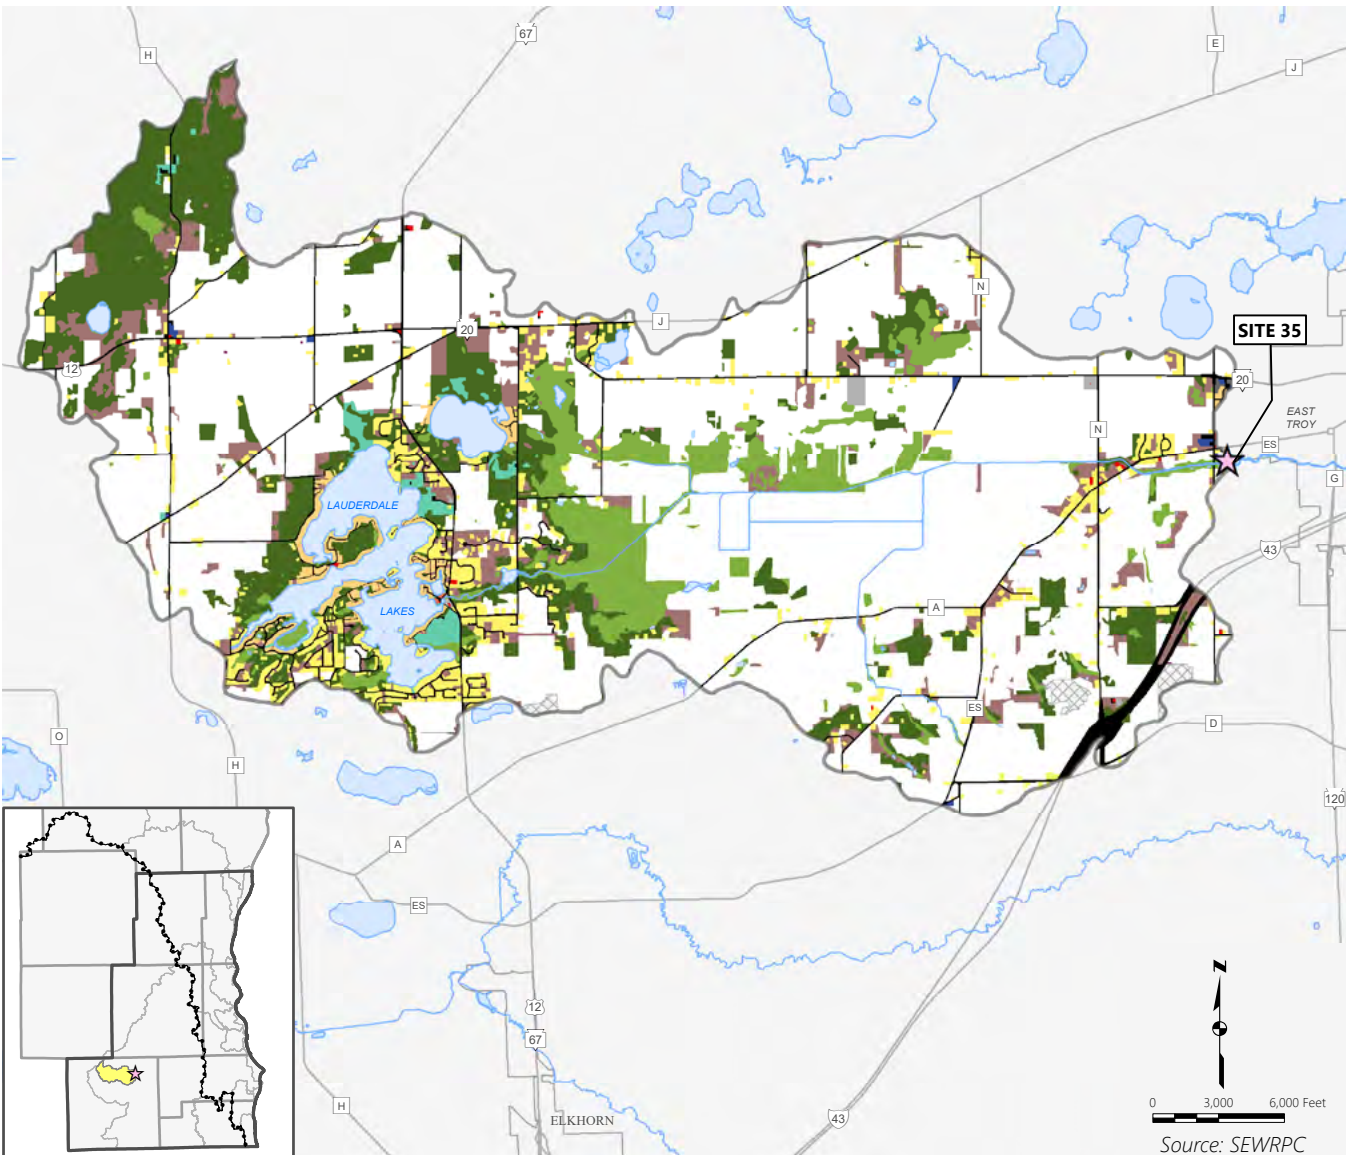 67
E
H
J
SITE 35
N
J
20
12
20
EAST
TROY
N
ES
G
LAUDERDALE
43
LAKES
A
ES
O
D
H
120
A
ES
N
12
67
0 3,000 6,000 Feet
H
43
ELKHORN
Source: SEWRPC